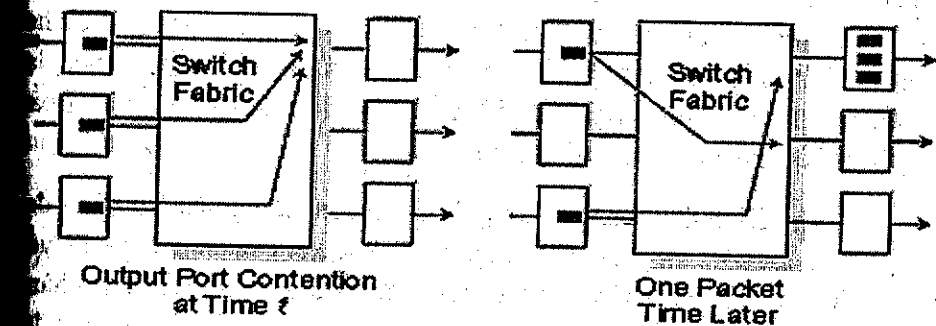 Switch
Fabric
Output Port Contention
at Time t
Switch
Fabric
One Packet
Time Later